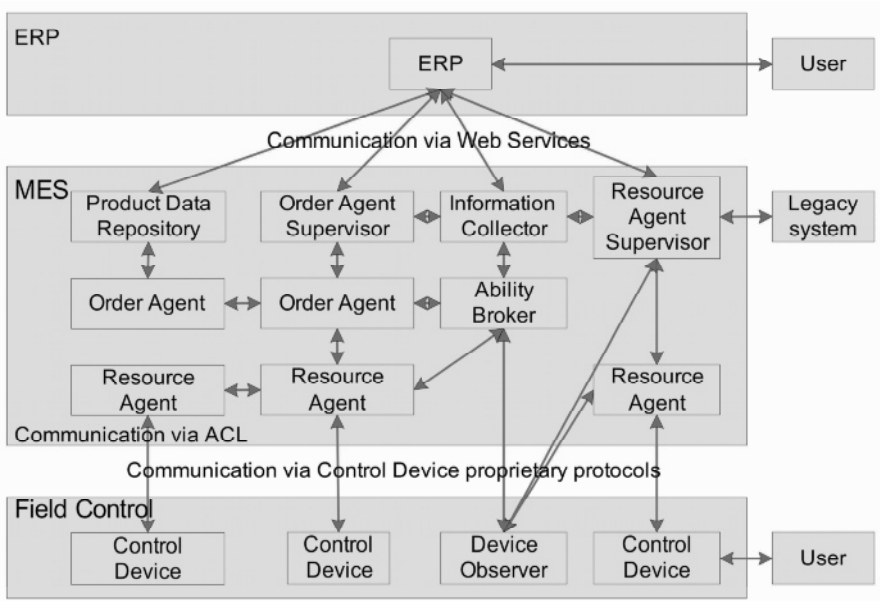 ERP
ERP
User
Communication via Web Services
MES
Product Data
Repository
Order Agent
Supervisor
Information
Collector
Resource
Agent
Supervisor
Legacy
system
Order Agent
Order Agent
Ability
Broker
Resource
Agent
Resource
Agent
Resource
Agent
Communication via ACL
Communication via Control Device proprietary protocols
Field Control
Control
Device
Control
Device
Device
Observer
Control
Device
User